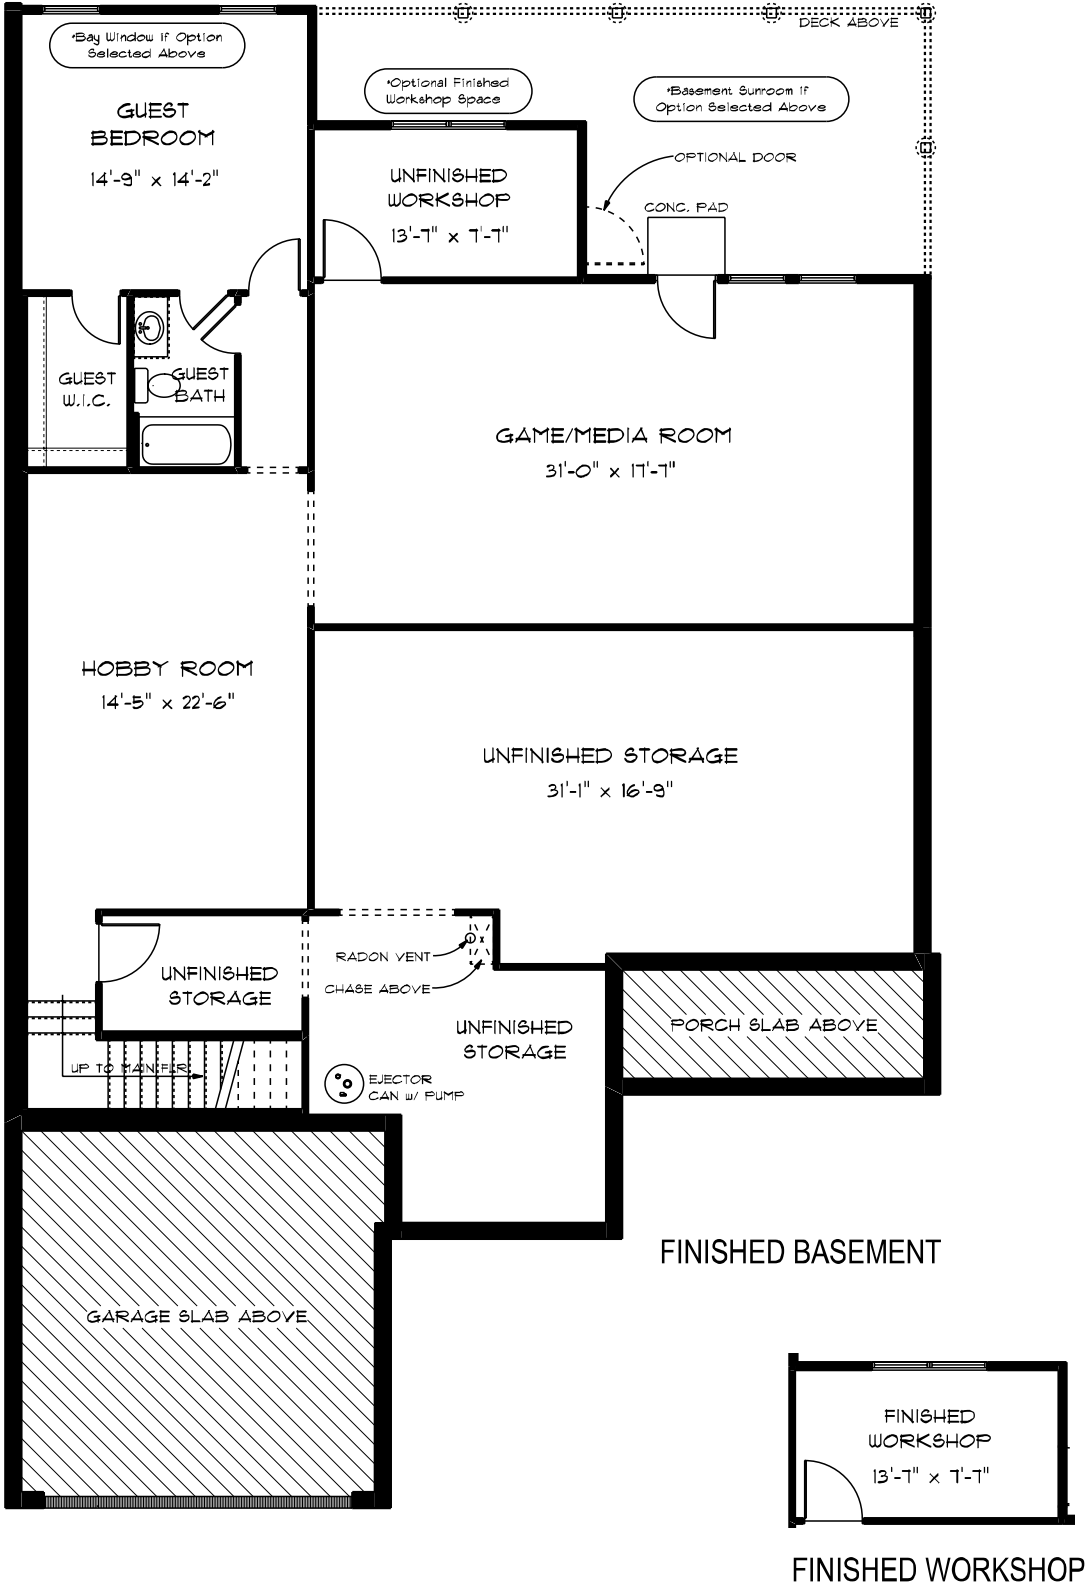 *Bay Window if Option
Selected Above
DECK ABOVE
*Optional Finished
Workshop Space
*Basement Sunroom if
Option Selected Above
GUEST
BEDROOM
14'-9" x 14'-2"
OPTIONAL DOOR
UNFINISHED
WORKSHOP
13'-7" x 7'-7"
CONC. PAD
GUEST
W.I.C.
GUEST
BATH
GAME/MEDIA ROOM
31'-0" x 17'-7"
HOBBY ROOM
14'-5" x 22'-6"
UNFINISHED STORAGE
31'-1" x 16'-9"
RADON VENT
CHASE ABOVE
UNFINISHED
STORAGE
UNFINISHED
STORAGE
PORCH SLAB ABOVE
UP TO MAIN FLR.
EJECTOR
CAN w/ PUMP
FINISHED BASEMENT
GARAGE SLAB ABOVE
FINISHED
WORKSHOP
13'-7" x 7'-7"
FINISHED WORKSHOP